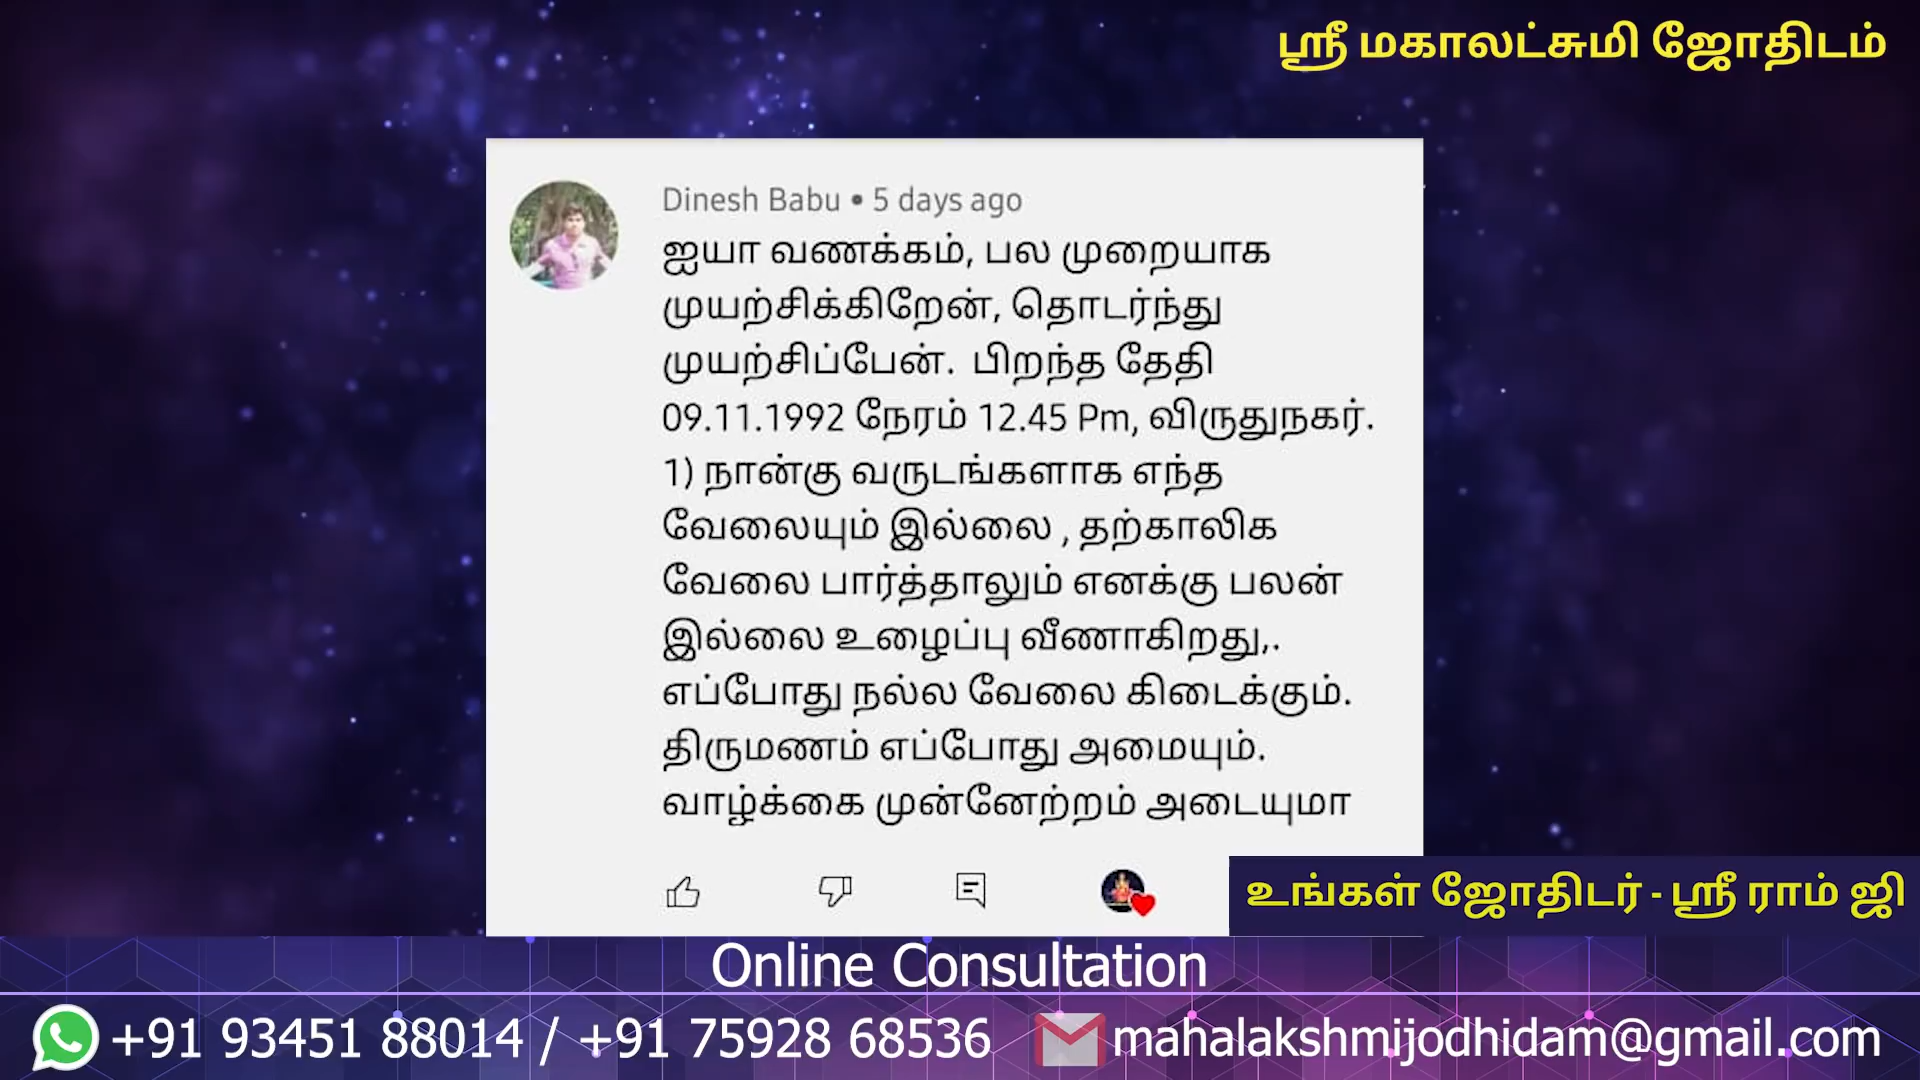 ஸ்ரீ மகாலட்சுமி ஜோதிடம்
Dinesh Babu • 5 days ago
ஐயா வணக்கம், பல முறையாக
முயற்சிக்கிறேன், தொடர்ந்து
முயற்சிப்பேன். பிறந்த தேதி
09.11.1992 நேரம் 12.45 Pm, விருதுநகர்.
1) நான்கு வருடங்களாக எந்த
வேலையும் இல்லை , தற்காலிக
வேலை பார்த்தாலும் எனக்கு பலன்
இல்லை உழைப்பு வீணாகிறது,.
எப்போது நல்ல வேலை கிடைக்கும்.
திருமணம் எப்போது அமையும்.
வாழ்க்கை முன்னேற்றம் அடையுமா
உங்கள் ஜோதிடர் - ஸ்ரீ ராம் ஜி
Online Consultation
+91 93451 88014 / +91 75928 68536 mahalakshmijodhidam@gmail.com